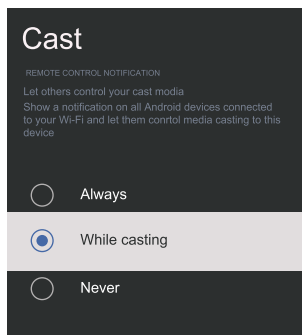 Cast
REMOTE CONTROL NOTIFICATION
Let others control your cast modia
Show a notification on all Android devices connected
to your Wi-Fi and let them conrtol media casting to this
device
Always
While casting
Never